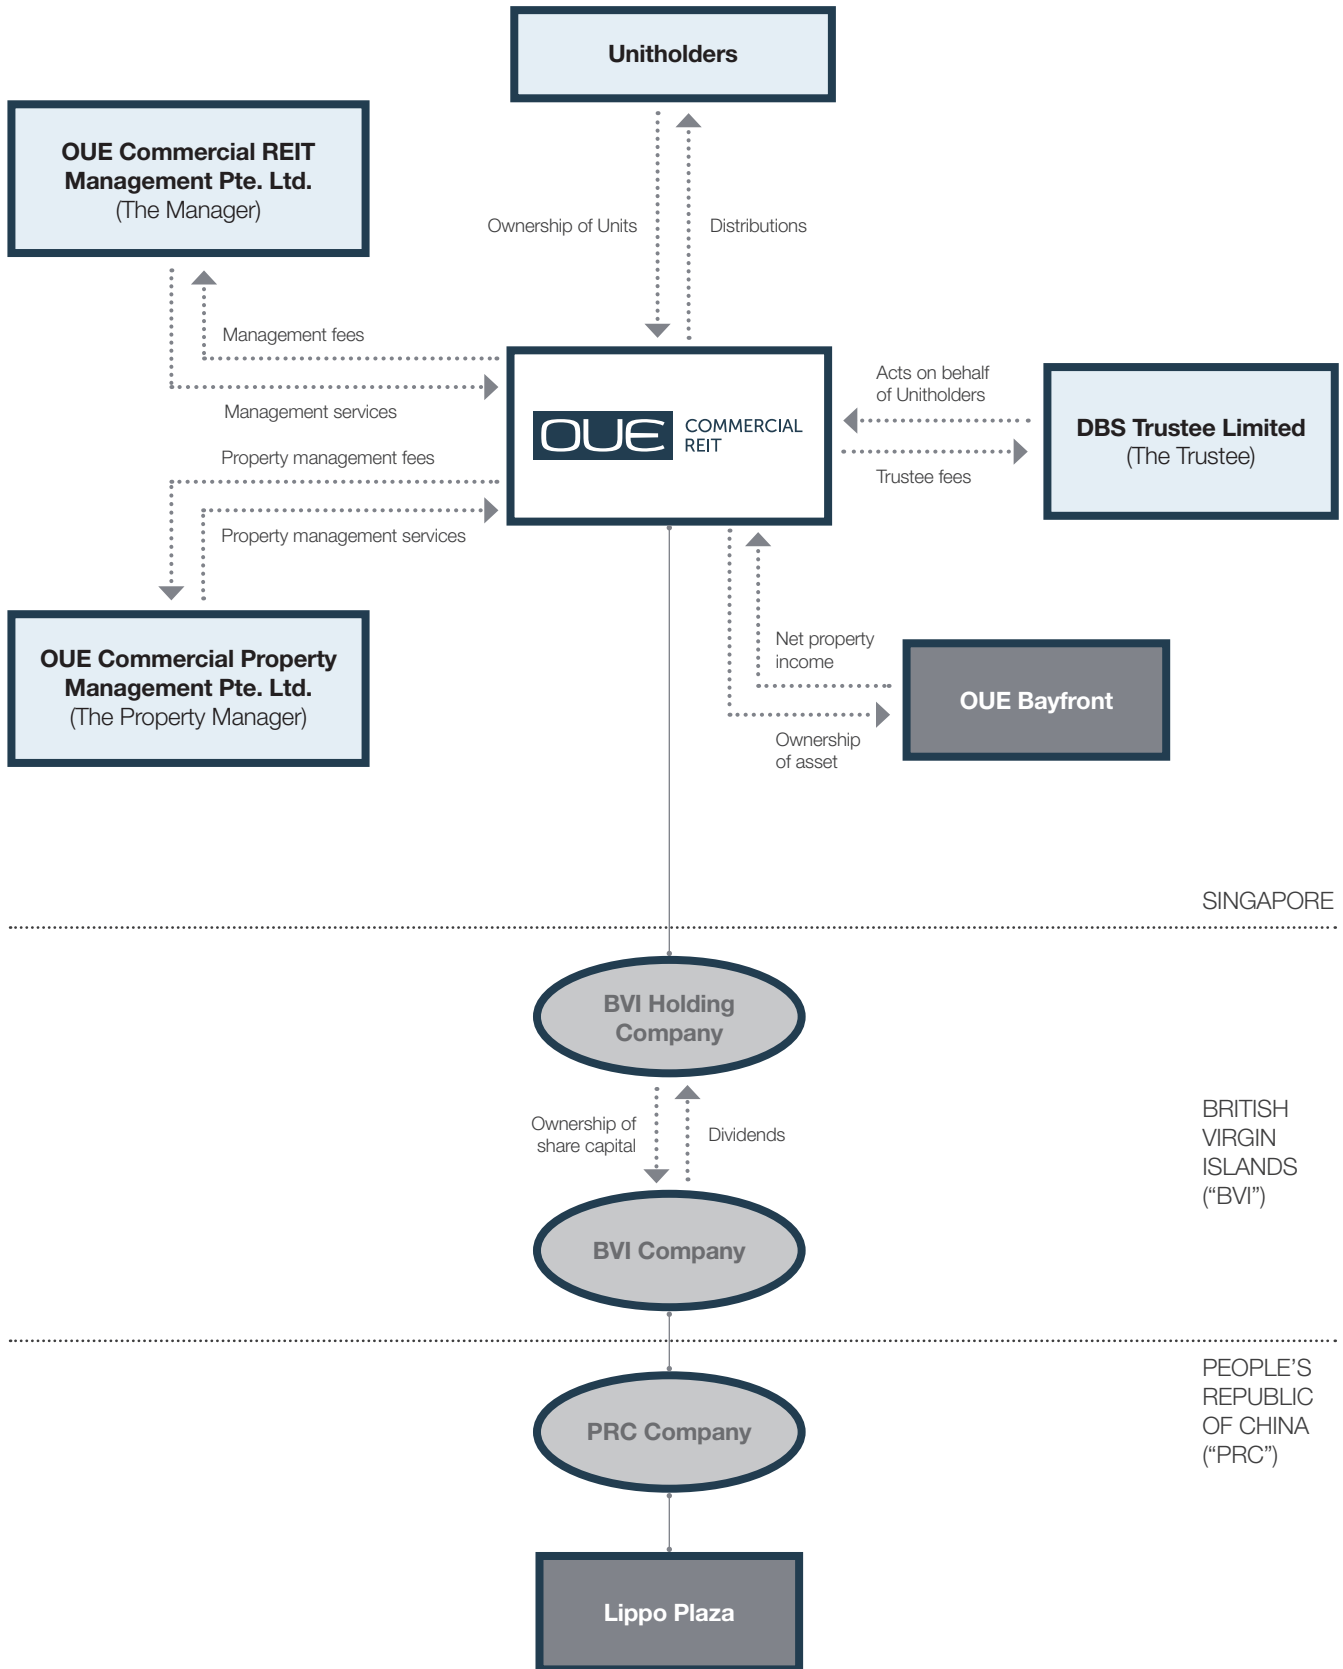 Unitholders
OUE Commercial REIT
Management Pte. Ltd.
(The Manager)
Ownership of Units
Distributions
Management fees
Management services
OUE
COMMERCIAL
REIT
Acts on behalf
of Unitholders
Trustee fees
DBS Trustee Limited
(The Trustee)
Property management fees
Property management services
OUE Commercial Property
Management Pte. Ltd.
(The Property Manager)
Net property
income
Ownership
of asset
OUE Bayfront
SINGAPORE
BVI Holding
Company
Ownership of
share capital
Dividends
BRITISH
VIRGIN
ISLANDS
(“BVI”)
BVI Company
PEOPLE’S
REPUBLIC
OF CHINA
(“PRC”)
PRC Company
Lippo Plaza